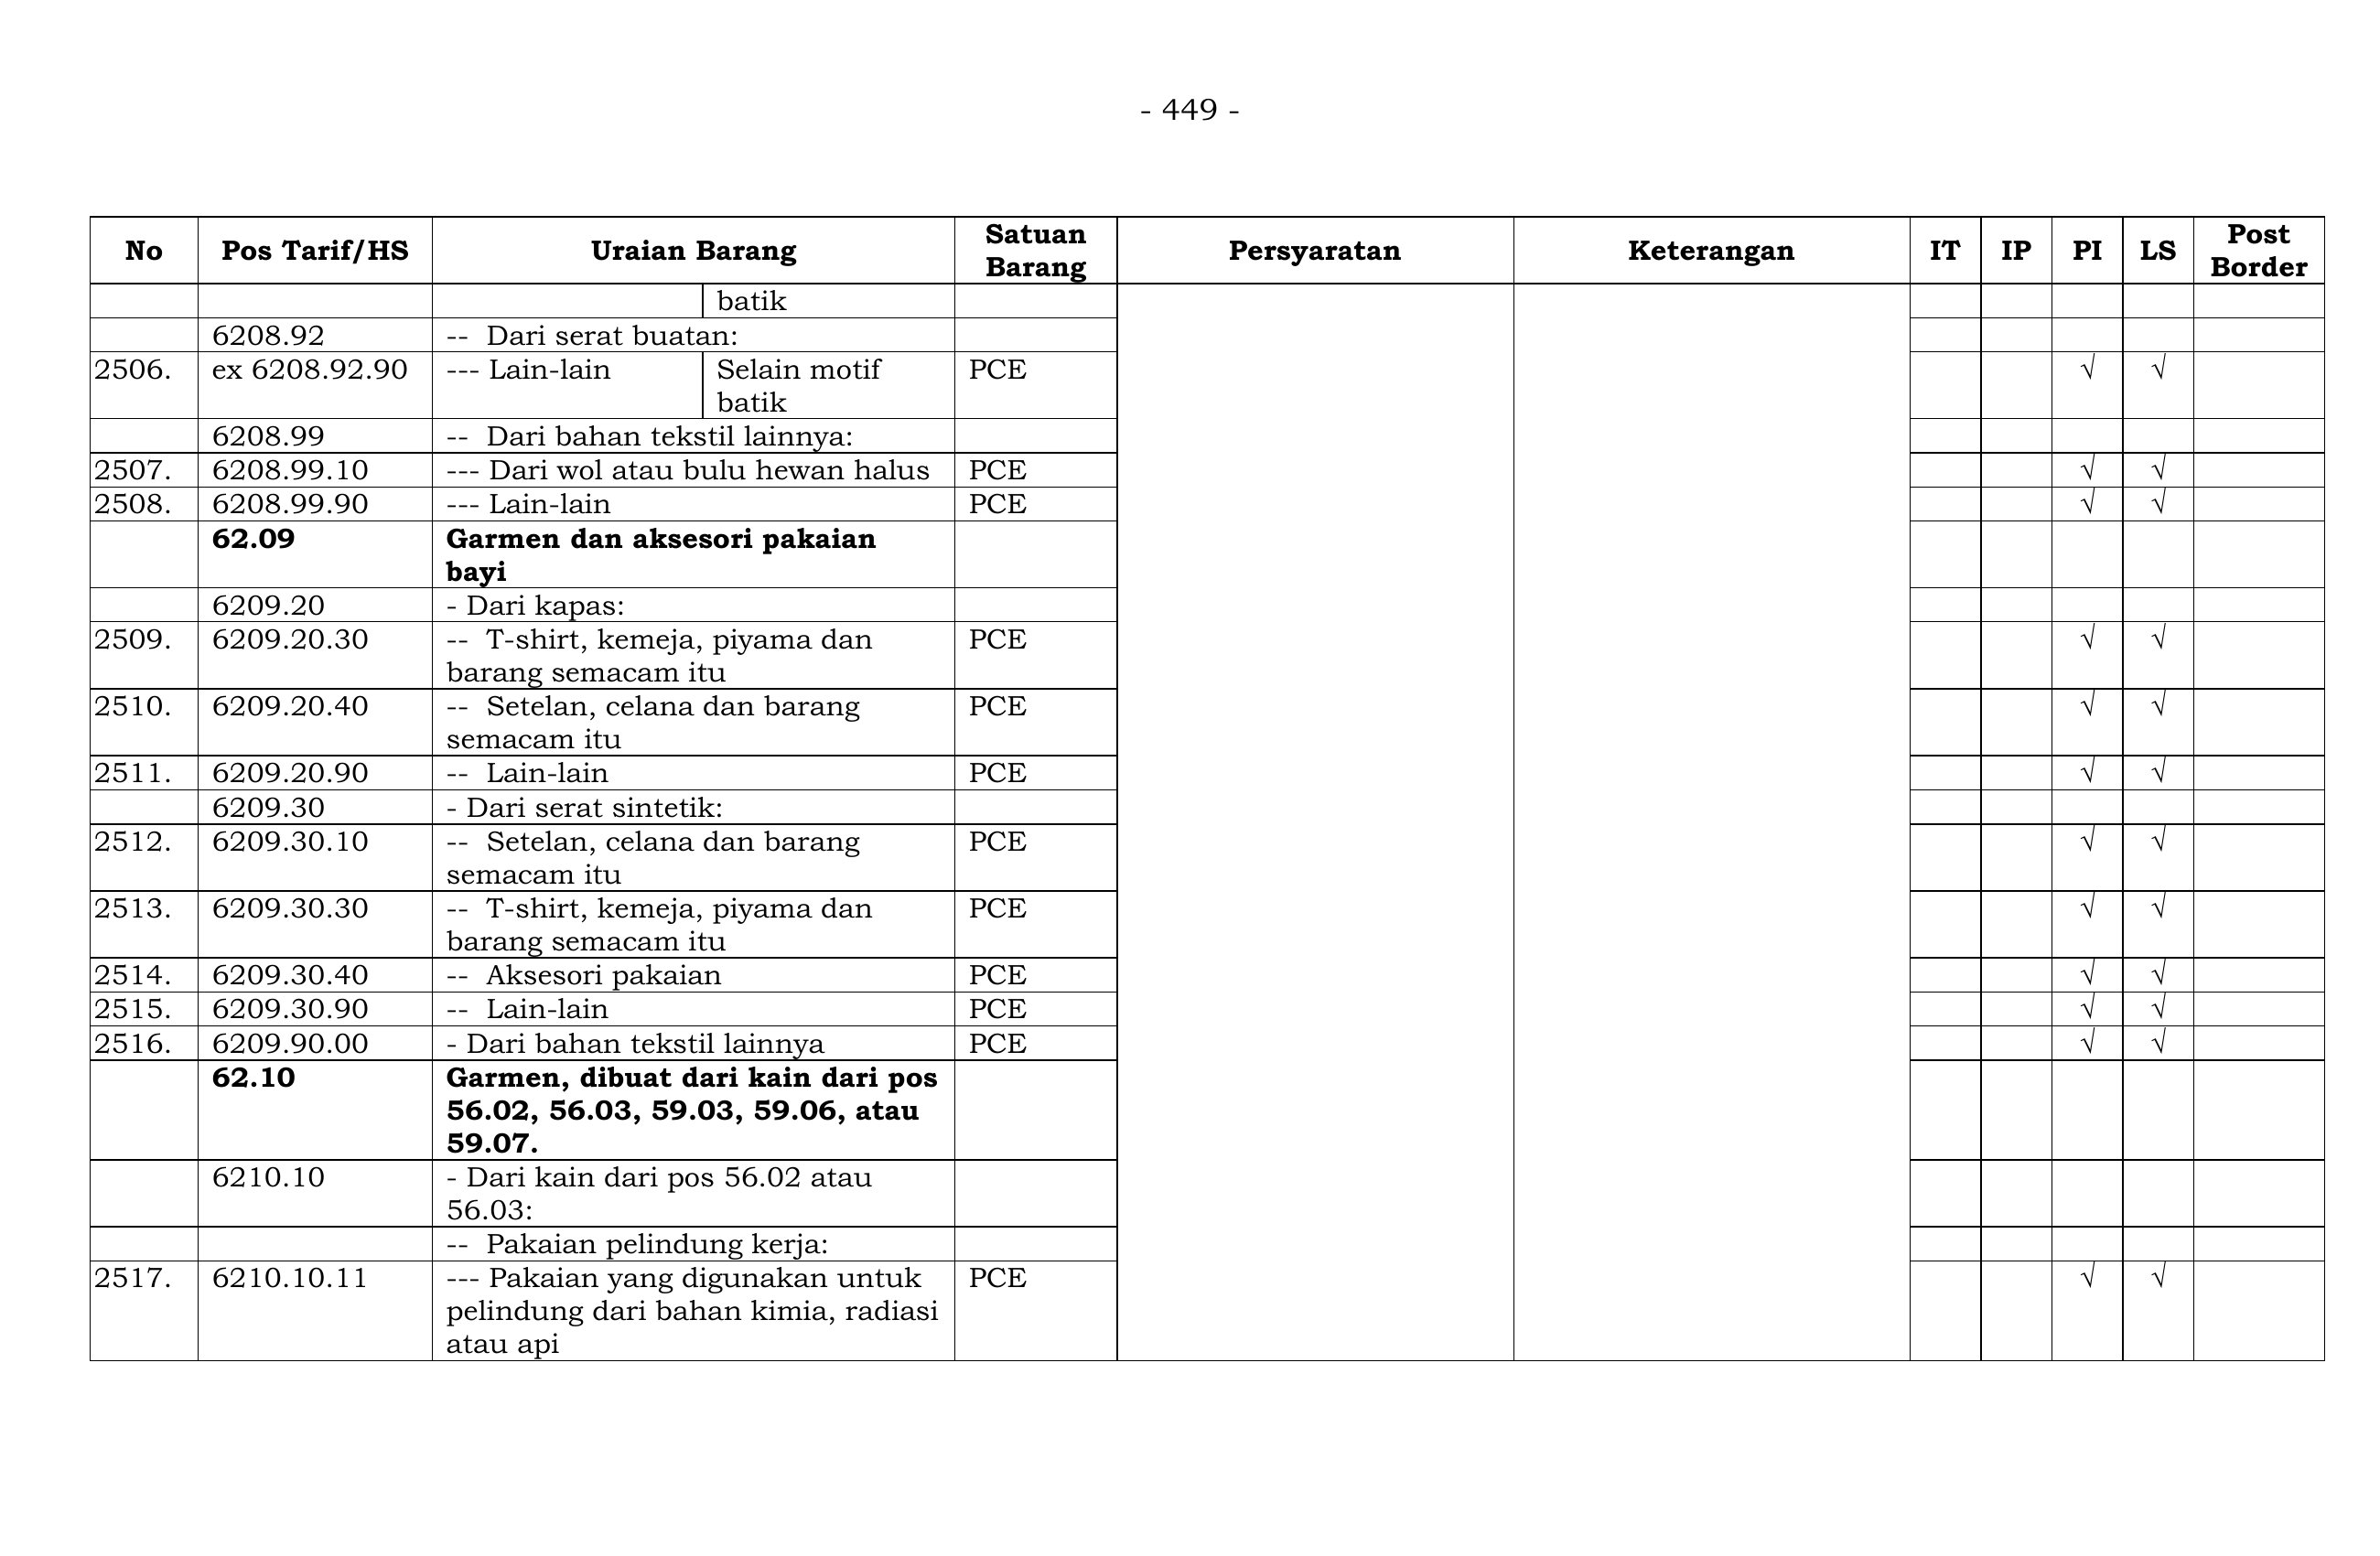 - 449 -
No Pos Tarif/HS Uraian Barang Satuan Barang Persyaratan Keterangan IT IP PI LS Post Border
batik
6208.92 -- Dari serat buatan:
2506. ex 6208.92.90 --- Lain-lain Selain motif PCE √ √
batik
6208.99 -- Dari bahan tekstil lainnya:
2507. 6208.99.10 --- Dari wol atau bulu hewan halus PCE √ √
2508. 6208.99.90 --- Lain-lain PCE √ √
62.09 Garmen dan aksesori pakaian
bayi
6209.20 - Dari kapas:
2509. 6209.20.30 -- T-shirt, kemeja, piyama dan PCE √ √
barang semacam itu
2510. 6209.20.40 -- Setelan, celana dan barang PCE √ √
semacam itu
2511. 6209.20.90 -- Lain-lain PCE √ √
6209.30 - Dari serat sintetik:
2512. 6209.30.10 -- Setelan, celana dan barang PCE √ √
semacam itu
2513. 6209.30.30 -- T-shirt, kemeja, piyama dan PCE √ √
barang semacam itu
2514. 6209.30.40 -- Aksesori pakaian PCE √ √
2515. 6209.30.90 -- Lain-lain PCE √ √
2516. 6209.90.00 - Dari bahan tekstil lainnya PCE √ √
62.10 Garmen, dibuat dari kain dari pos
56.02, 56.03, 59.03, 59.06, atau
59.07.
6210.10 - Dari kain dari pos 56.02 atau
56.03:
-- Pakaian pelindung kerja:
2517. 6210.10.11 --- Pakaian yang digunakan untuk PCE √ √
pelindung dari bahan kimia, radiasi
atau api